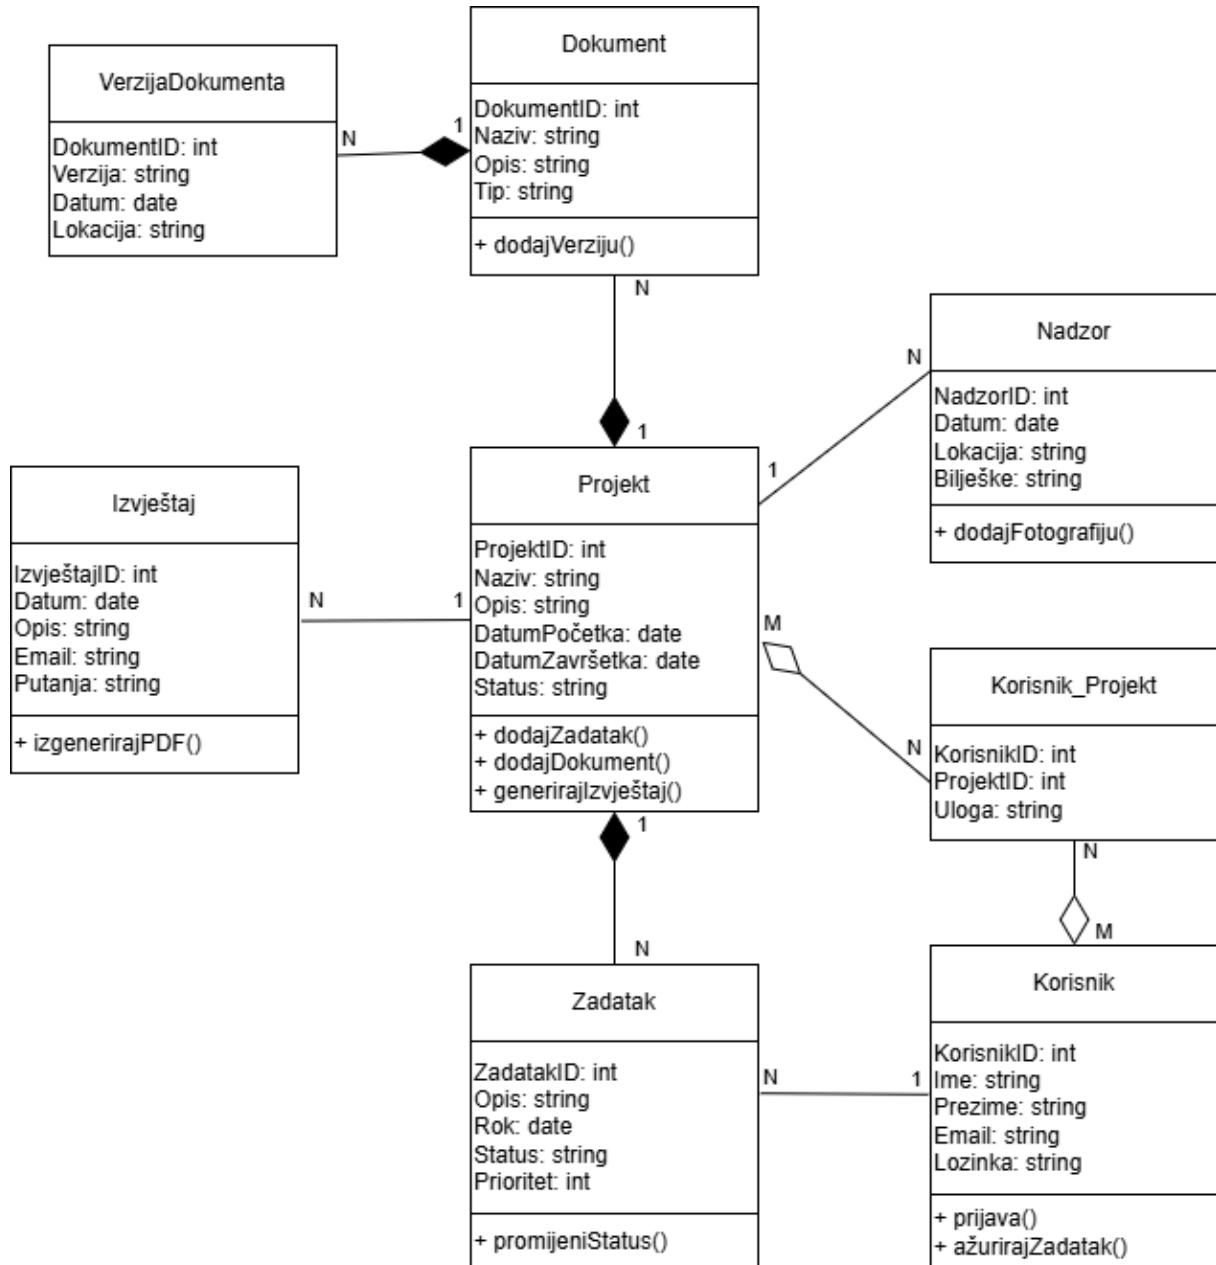 Dokument
DokumentID: int
Naziv: string
Opis: string
Tip: string
+ dodajVerziju()
VerzijaDokumenta
DokumentID: int
Verzija: string
Datum: date
Lokacija: string
N
1
N
1
Nadzor
NadzorID: int
Datum: date
Lokacija: string
Bilješke: string
+ dodajFotografiju()
N
1
Projekt
ProjektID: int
Naziv: string
Opis: string
DatumPočetka: date
DatumZavršetka: date
Status: string
+ dodajZadatak()
+ dodajDokument()
+ generirajIzvještaj()
Izvještaj
IzvještajID: int
Datum: date
Opis: string
Email: string
Putanja: string
+ izgenerirajPDF()
N
1
M
N
Korisnik_Projekt
KorisnikID: int
ProjektID: int
Uloga: string
N
M
1
N
Zadatak
ZadatakID: int
Opis: string
Rok: date
Status: string
Prioritet: int
+ promijeniStatus()
N
1
Korisnik
KorisnikID: int
Ime: string
Prezime: string
Email: string
Lozinka: string
+ prijava()
+ ažurirajZadatak()